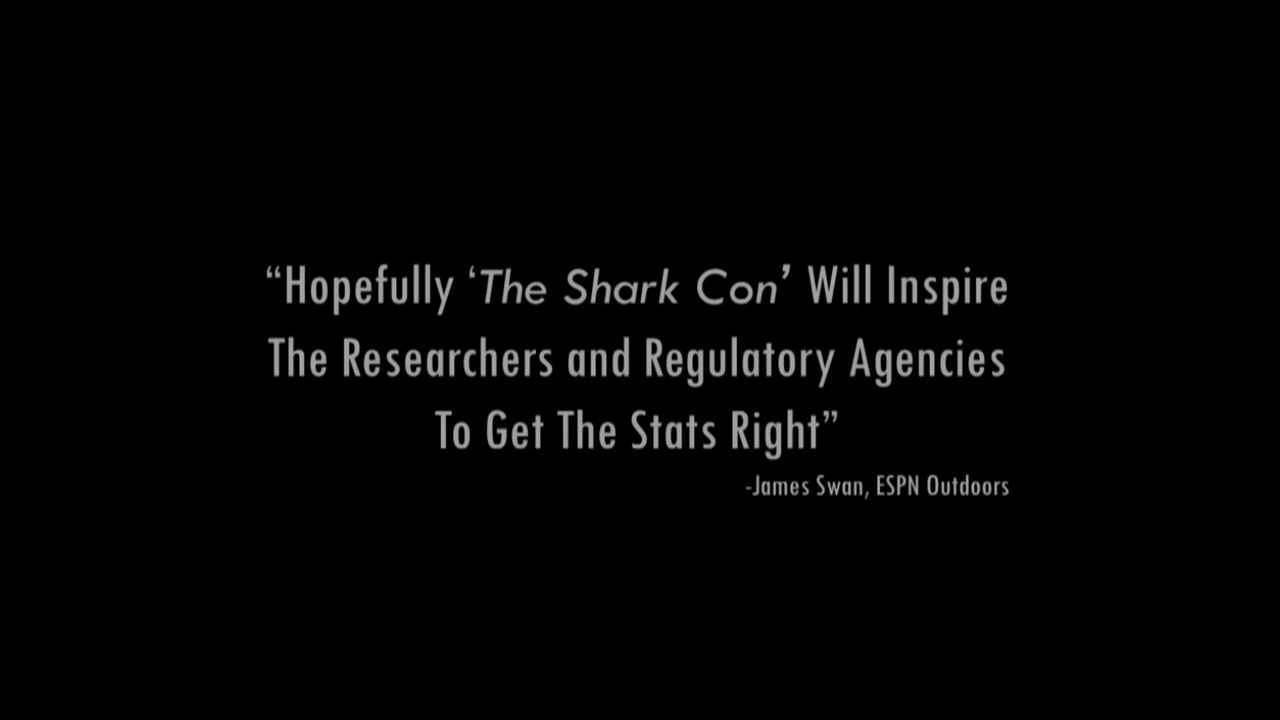 “Hopefully ‘The Shark Con’ Will Inspire
The Researchers and Regulatory Agencies
To Get The Stats Right”
-James Swan, ESPN Outdoors